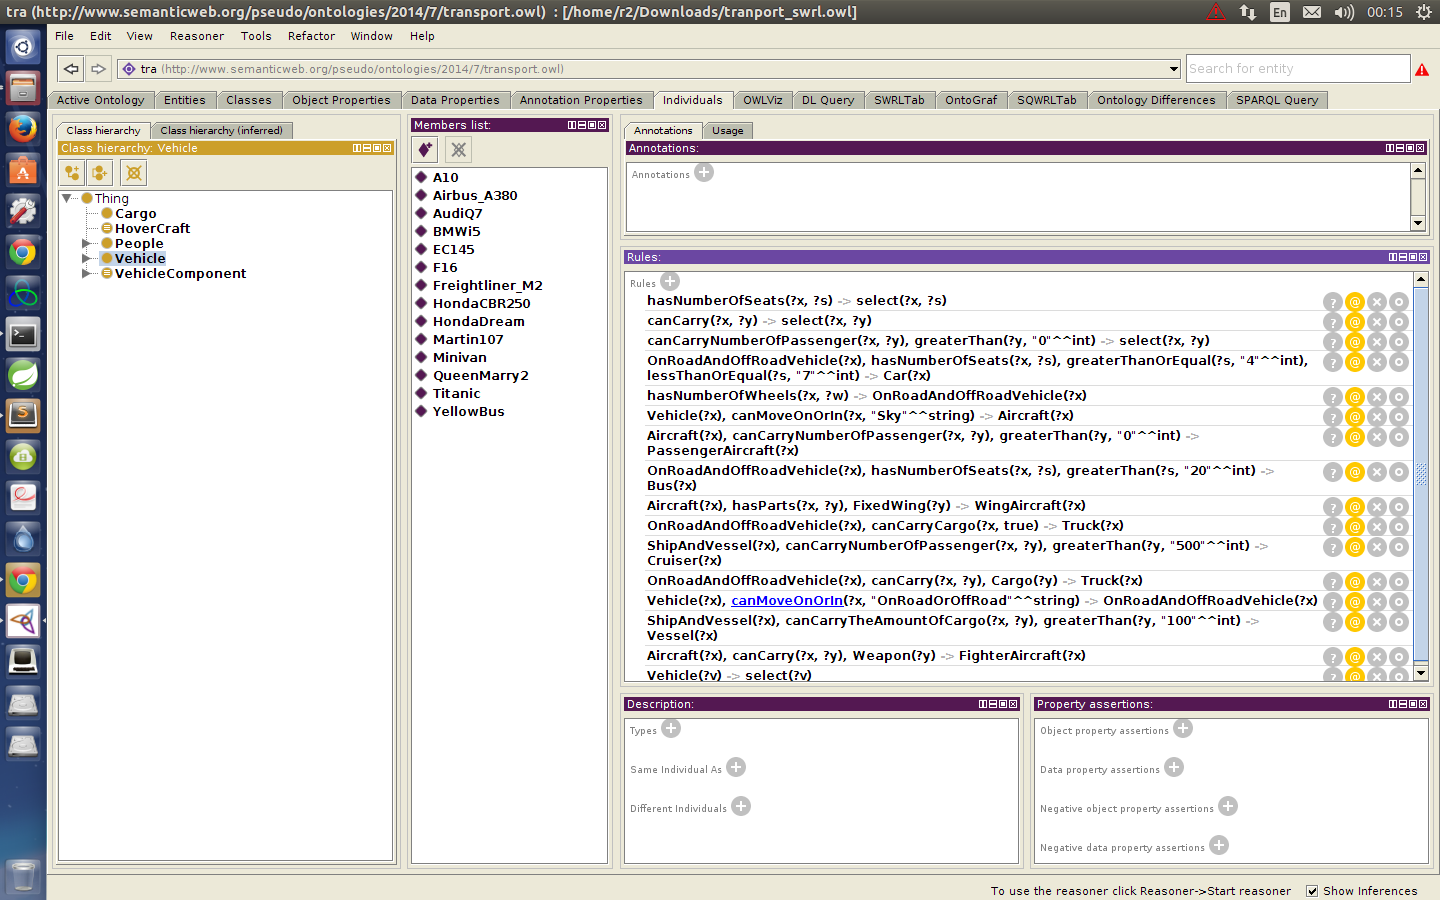 tra (http://www.semanticweb.org/pseudo/ontologies/2014/7/transport.owl) : [/home/r2/Downloads/tranport_swrl.owl]
En
00:15
File Edit View Reasoner Tools Refactor Window Help
tra (http://www.semanticweb.org/pseudo/ontologies/2014/7/transport.owl)
Search for entity
Active Ontology Entities Classes Object Properties Data Properties Annotation Properties Individuals OWLViz DL Query SWRLTab OntoGraf SQWRLTab Ontology Differences SPARQL Query
Class hierarchy Class hierarchy (inferred)
Class hierarchy: Vehicle
Thing
Cargo
HoverCraft
People
Vehicle
VehicleComponent
Members list:
A10
Airbus_A380
AudiQ7
BMWi5
EC145
F16
Freightliner_M2
HondaCBR250
HondaDream
Martin107
Minivan
QueenMarry2
Titanic
YellowBus
Annotations Usage
Annotations:
Annotations
Rules:
Rules
hasNumberOfSeats(?x, ?s) -> select(?x, ?s)
canCarry(?x, ?y) -> select(?x, ?y)
canCarryNumberOfPassenger(?x, ?y), greaterThan(?y, "0"^^int) -> select(?x, ?y)
OnRoadAndOffRoadVehicle(?x), hasNumberOfSeats(?x, ?s), greaterThanOrEqual(?s, "4"^^int),
lessThanOrEqual(?s, "7"^^int) -> Car(?x)
hasNumberOfWheels(?x, ?w) -> OnRoadAndOffRoadVehicle(?x)
Vehicle(?x), canMoveOnOrIn(?x, "Sky"^^string) -> Aircraft(?x)
Aircraft(?x), canCarryNumberOfPassenger(?x, ?y), greaterThan(?y, "0"^^int) ->
PassengerAircraft(?x)
OnRoadAndOffRoadVehicle(?x), hasNumberOfSeats(?x, ?s), greaterThan(?s, "20"^^int) ->
Bus(?x)
Aircraft(?x), hasParts(?x, ?y), FixedWing(?y) -> WingAircraft(?x)
OnRoadAndOffRoadVehicle(?x), canCarryCargo(?x, true) -> Truck(?x)
ShipAndVessel(?x), canCarryNumberOfPassenger(?x, ?y), greaterThan(?y, "500"^^int) ->
Cruiser(?x)
OnRoadAndOffRoadVehicle(?x), canCarry(?x, ?y), Cargo(?y) -> Truck(?x)
Vehicle(?x), canMoveOnOrIn(?x, "OnRoadOrOffRoad"^^string) -> OnRoadAndOffRoadVehicle(?x)
ShipAndVessel(?x), canCarryTheAmountOfCargo(?x, ?y), greaterThan(?y, "100"^^int) ->
Vessel(?x)
Aircraft(?x), canCarry(?x, ?y), Weapon(?y) -> FighterAircraft(?x)
Vehicle(?v) -> select(?v)
Description:
Types
Same Individual As
Different Individuals
Property assertions:
Object property assertions
Data property assertions
Negative object property assertions
Negative data property assertions
To use the reasoner click Reasoner->Start reasoner
Show Inferences